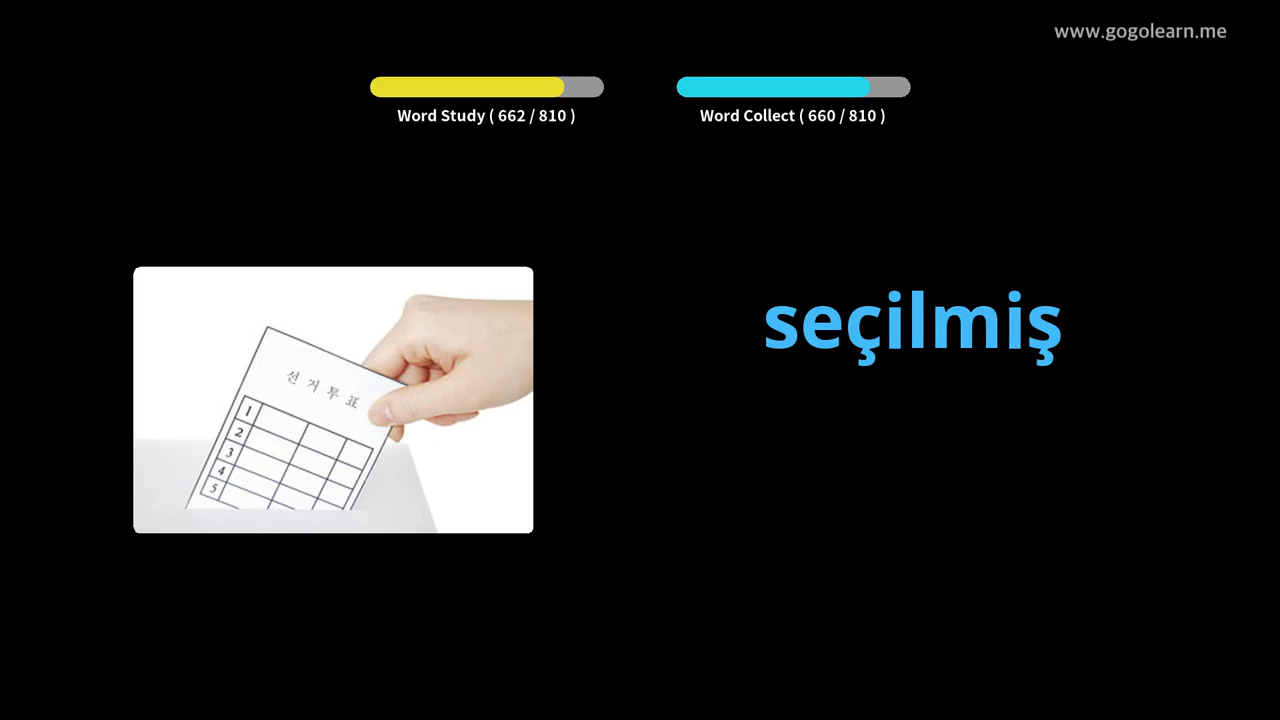 www.gogolearn.me
Word Study ( 662 / 810 )
Word Collect ( 660 / 810 )
seçilmiş
선거투표
1
2
3
4
5